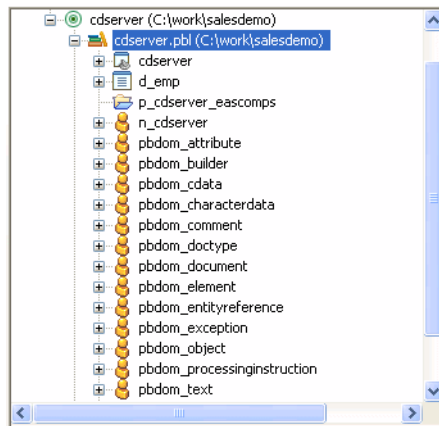 cdserver (C:\work\salesdemo)
cdserver.pbl (C:\work\salesdemo)
cdserver
d_emp
p_cdserver_eascomps
n_cdserver
pbdom_attribute
pbdom_builder
pbdom_cdata
pbdom_characterdata
pbdom_comment
pbdom_doctype
pbdom_document
pbdom_element
pbdom_entityreference
pbdom_exception
pbdom_object
pbdom_processinginstruction
pbdom_text